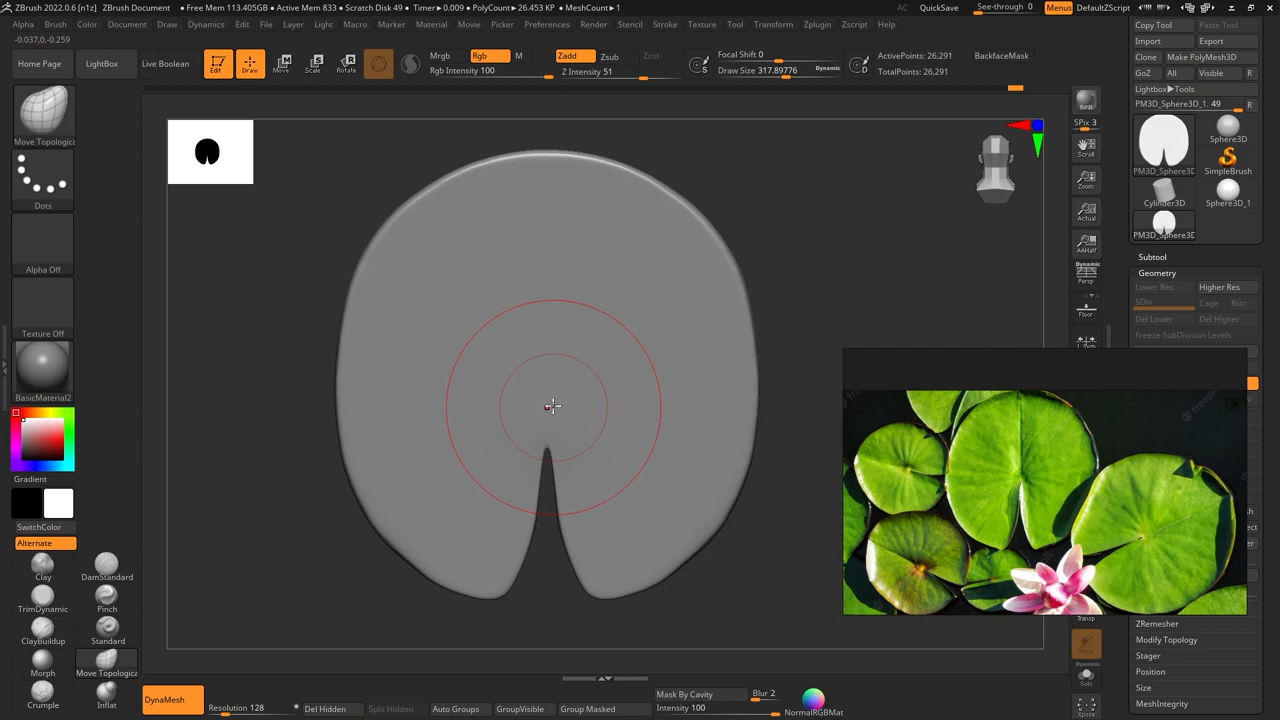 ZBrush 2022.0.6 [n1z] ZBrush Document • Free Mem 113.405GB • Active Mem 833 • Scratch Disk 49 • Timer▶0.009 • PolyCount▶26.453 KP • MeshCount▶1
AC QuickSave See-through 0 Menus DefaultZScript
Alpha Brush Color Document Draw Dynamics Edit File Layer Light Macro Marker Material Movie Picker Preferences Render Stencil Stroke Texture Tool Transform Zplugin Zscript Help
-0.037,0,-0.259
Home Page LightBox Live Boolean
Edit Draw Move Scale Rotate
Mrgb Rgb M
Rgb Intensity 100
Zadd Zsub Zcut
Z Intensity 51
Focal Shift 0
Draw Size 317.89776 Dynamic
ActivePoints: 26,291
TotalPoints: 26,291
BackfaceMask
Move Topologica
Dots
Alpha Off
Texture Off
BasicMaterial2
Gradient
SwitchColor
Alternate
Clay DamStandard
TrimDynamic Pinch
ClayBuildup Standard
Morph Move Topologica
Crumple Inflat
BPR
SPix 3
Scroll
Zoom
Actual
AAHalf
Dynamic
Persp
Floor
Transp
Ghost
Dynamic
Solo
Xpose
Copy Tool Paste Tool
Import Export
Clone Make PolyMesh3D
GoZ All Visible R
Lightbox▶Tools
PM3D_Sphere3D_1. 49 R
Sphere3D
PM3D_Sphere3D SimpleBrush
Cylinder3D Sphere3D_1
PM3D_Sphere3D
Subtool
Geometry
Lower Res Higher Res
SDiv Cage Rstr
Del Lower Del Higher
Freeze SubDivision Levels
ZRemesher
Modify Topology
Stager
Position
Size
MeshIntegrity
DynaMesh
Resolution 128
Del Hidden Split Hidden
Auto Groups GroupVisible Group Masked
Mask By Cavity Blur 2
Intensity 100
NormalRGBMat